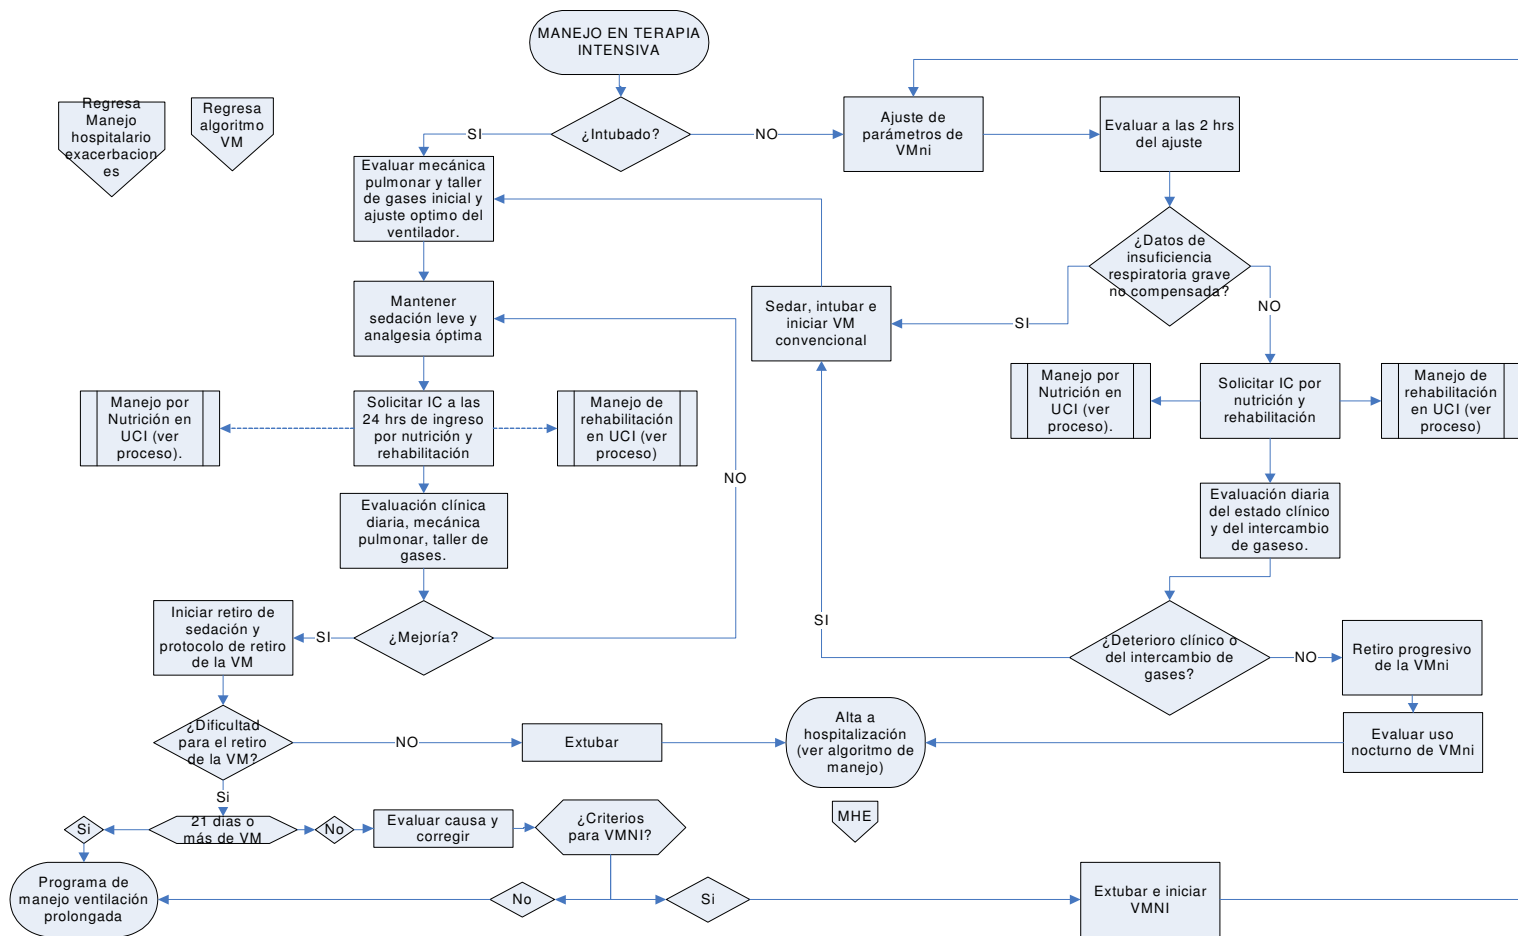 MANEJO EN TERAPIA
INTENSIVA
Regresa
Manejo
hospitalario
exacerbacion
es
Regresa
algoritmo
VM
¿Intubado?
SI
NO
Ajuste de
parámetros de
VMni
Evaluar a las 2 hrs
del ajuste
Evaluar mecánica
pulmonar y taller
de gases inicial y
ajuste optimo del
ventilador.
¿Datos de
insuficiencia
respiratoria grave
no compensada?
SI
NO
Mantener
sedación leve y
analgesia óptima
Sedar, intubar e
iniciar VM
convencional
Manejo por
Nutrición en
UCI (ver
proceso).
Solicitar IC a las
24 hrs de ingreso
por nutrición y
rehabilitación
Manejo de
rehabilitación
en UCI (ver
proceso)
Manejo por
Nutrición en
UCI (ver
proceso).
Solicitar IC por
nutrición y
rehabilitación
Manejo de
rehabilitación
en UCI (ver
proceso)
NO
Evaluación clínica
diaria, mecánica
pulmonar, taller de
gases.
Evaluación diaria
del estado clínico
y del intercambio
de gaseso.
Iniciar retiro de
sedación y
protocolo de retiro
de la VM
SI
¿Mejoría?
SI
¿Deterioro clínico o
del intercambio de
gases?
NO
Retiro progresivo
de la VMni
¿Dificultad
para el retiro
de la VM?
NO
Extubar
Alta a
hospitalización
(ver algoritmo de
manejo)
Evaluar uso
nocturno de VMni
Si
Si
21 días o
más de VM
No
Evaluar causa y
corregir
¿Criterios
para VMNI?
MHE
Programa de
manejo ventilación
prolongada
No
Si
Extubar e iniciar
VMNI